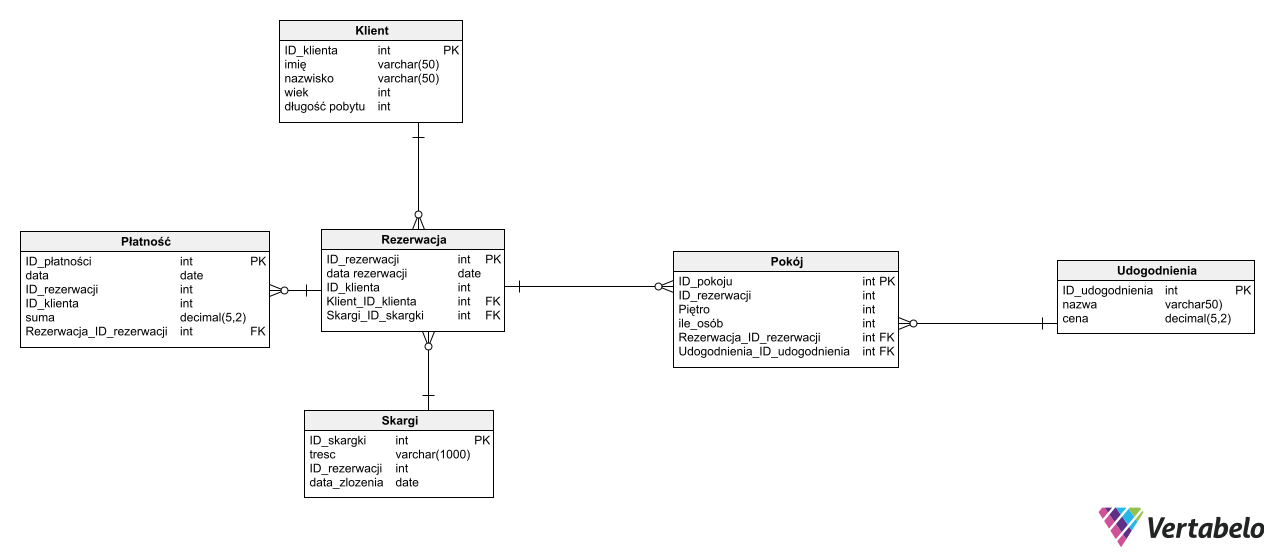 Klient
ID_klienta int PK
imię varchar(50)
nazwisko varchar(50)
wiek int
długość pobytu int
Płatność
ID_płatności int PK
data date
ID_rezerwacji int
ID_klienta int
suma decimal(5,2)
Rezerwacja_ID_rezerwacji int FK
Rezerwacja
ID_rezerwacji int PK
data rezerwacji date
ID_klienta int
Klient_ID_klienta int FK
Skargi_ID_skargki int FK
Pokój
ID_pokoju int PK
ID_rezerwacji int
Piętro int
ile_osób int
Rezerwacja_ID_rezerwacji int FK
Udogodnienia_ID_udogodnienia int FK
Udogodnienia
ID_udogodnienia int PK
nazwa varchar50)
cena decimal(5,2)
Skargi
ID_skargki int PK
tresc varchar(1000)
ID_rezerwacji int
data_zlozenia date
Vertabelo